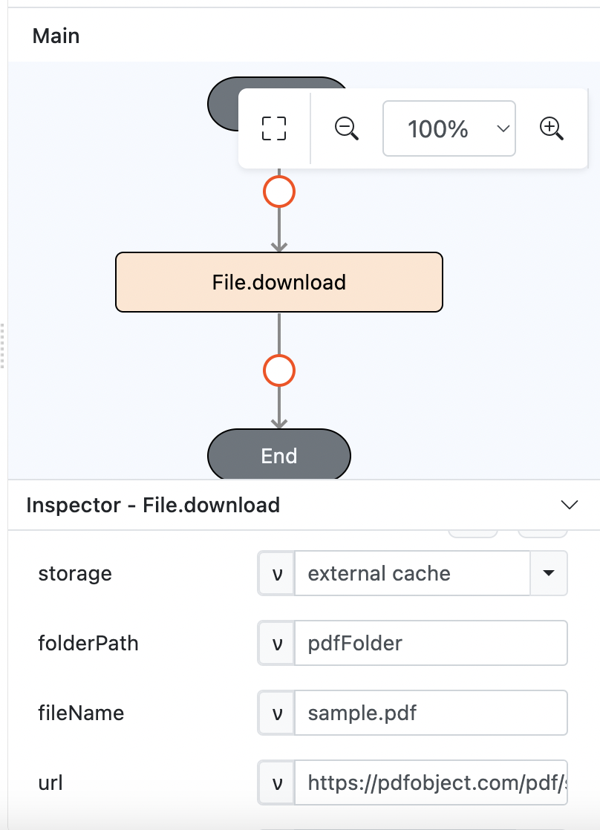 Main
100%
File.download
End
Inspector - File.download
storage
ν external cache
folderPath
ν pdfFolder
fileName
ν sample.pdf
url
ν https://pdfobject.com/pdf/